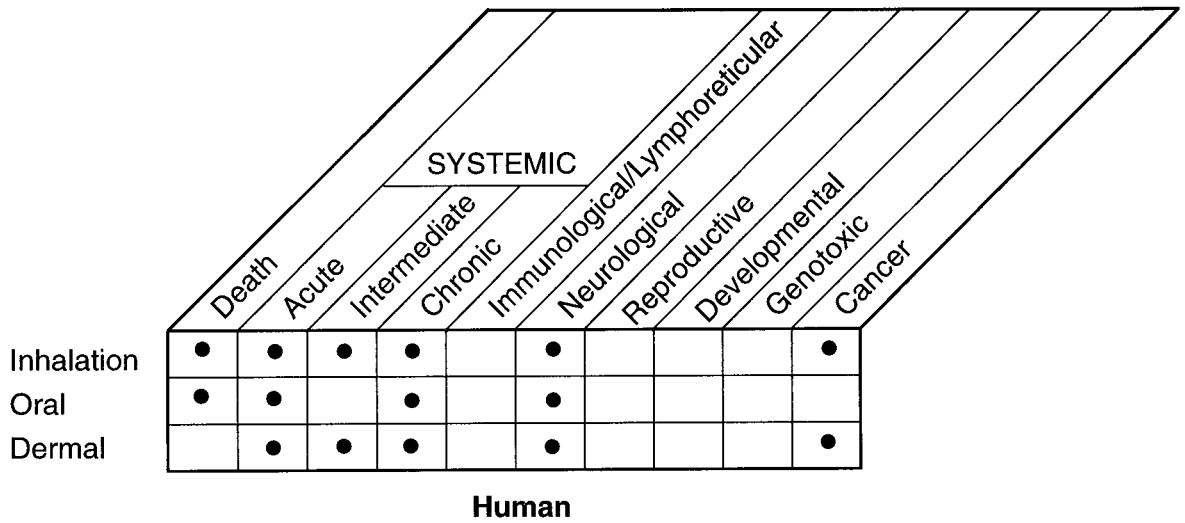 SYSTEMIC
Death
Acute
Intermediate
Chronic
Immunological/Lymphoreticular
Neurological
Reproductive
Developmental
Genotoxic
Cancer
Inhalation
Oral
Dermal
Human